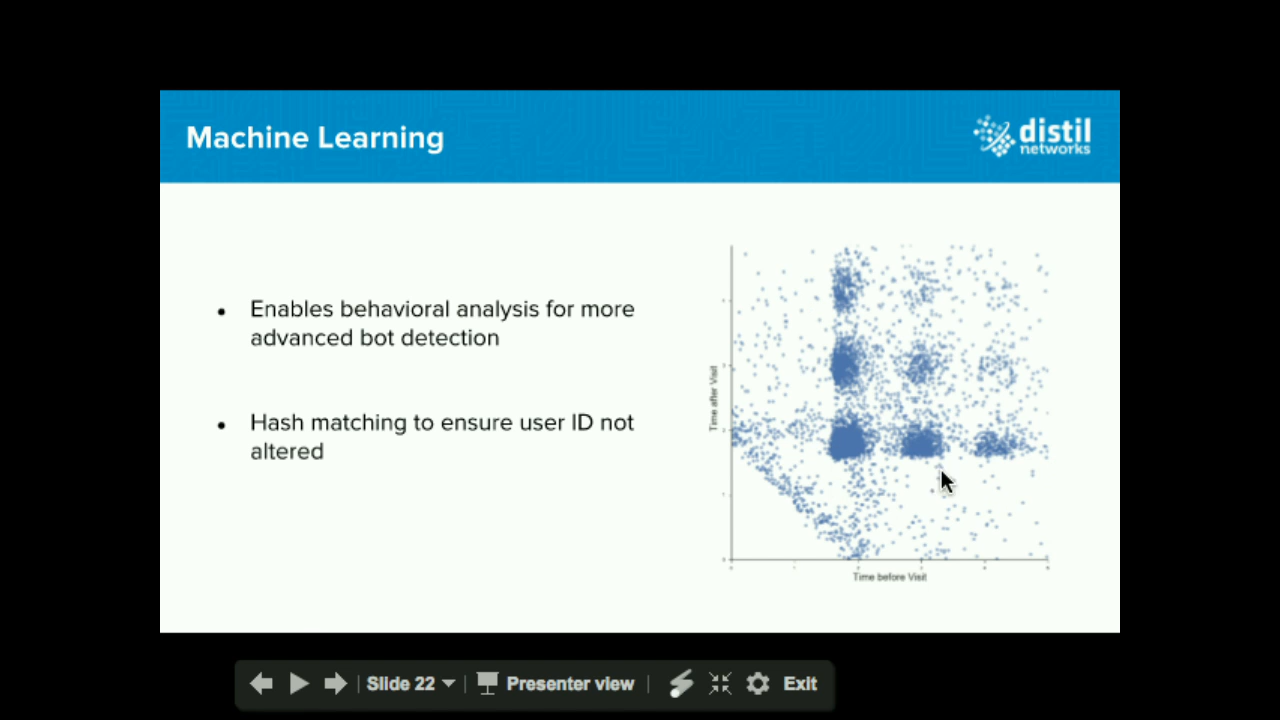 Machine Learning
distil
networks
• Enables behavioral analysis for more
advanced bot detection
• Hash matching to ensure user ID not
altered
Time after Visit
Time before Visit
Slide 22
Presenter view
Exit